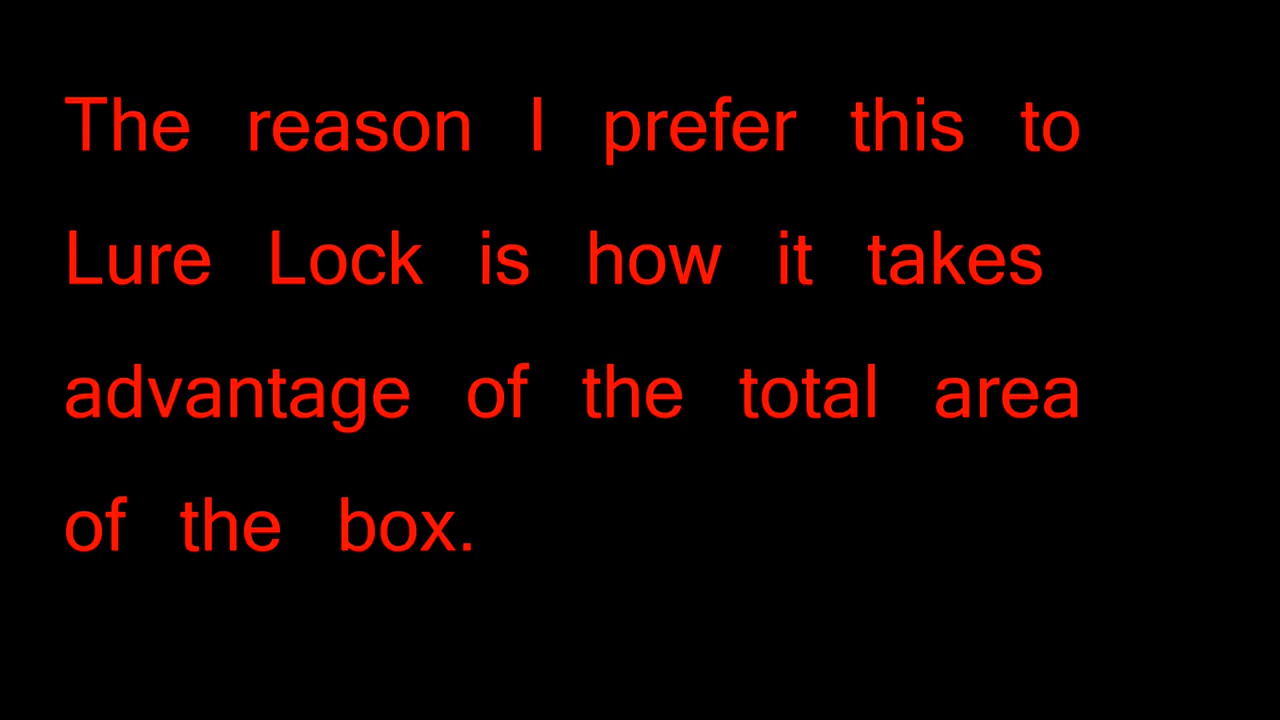 The reason I prefer this to
Lure Lock is how it takes
advantage of the total area
of the box.